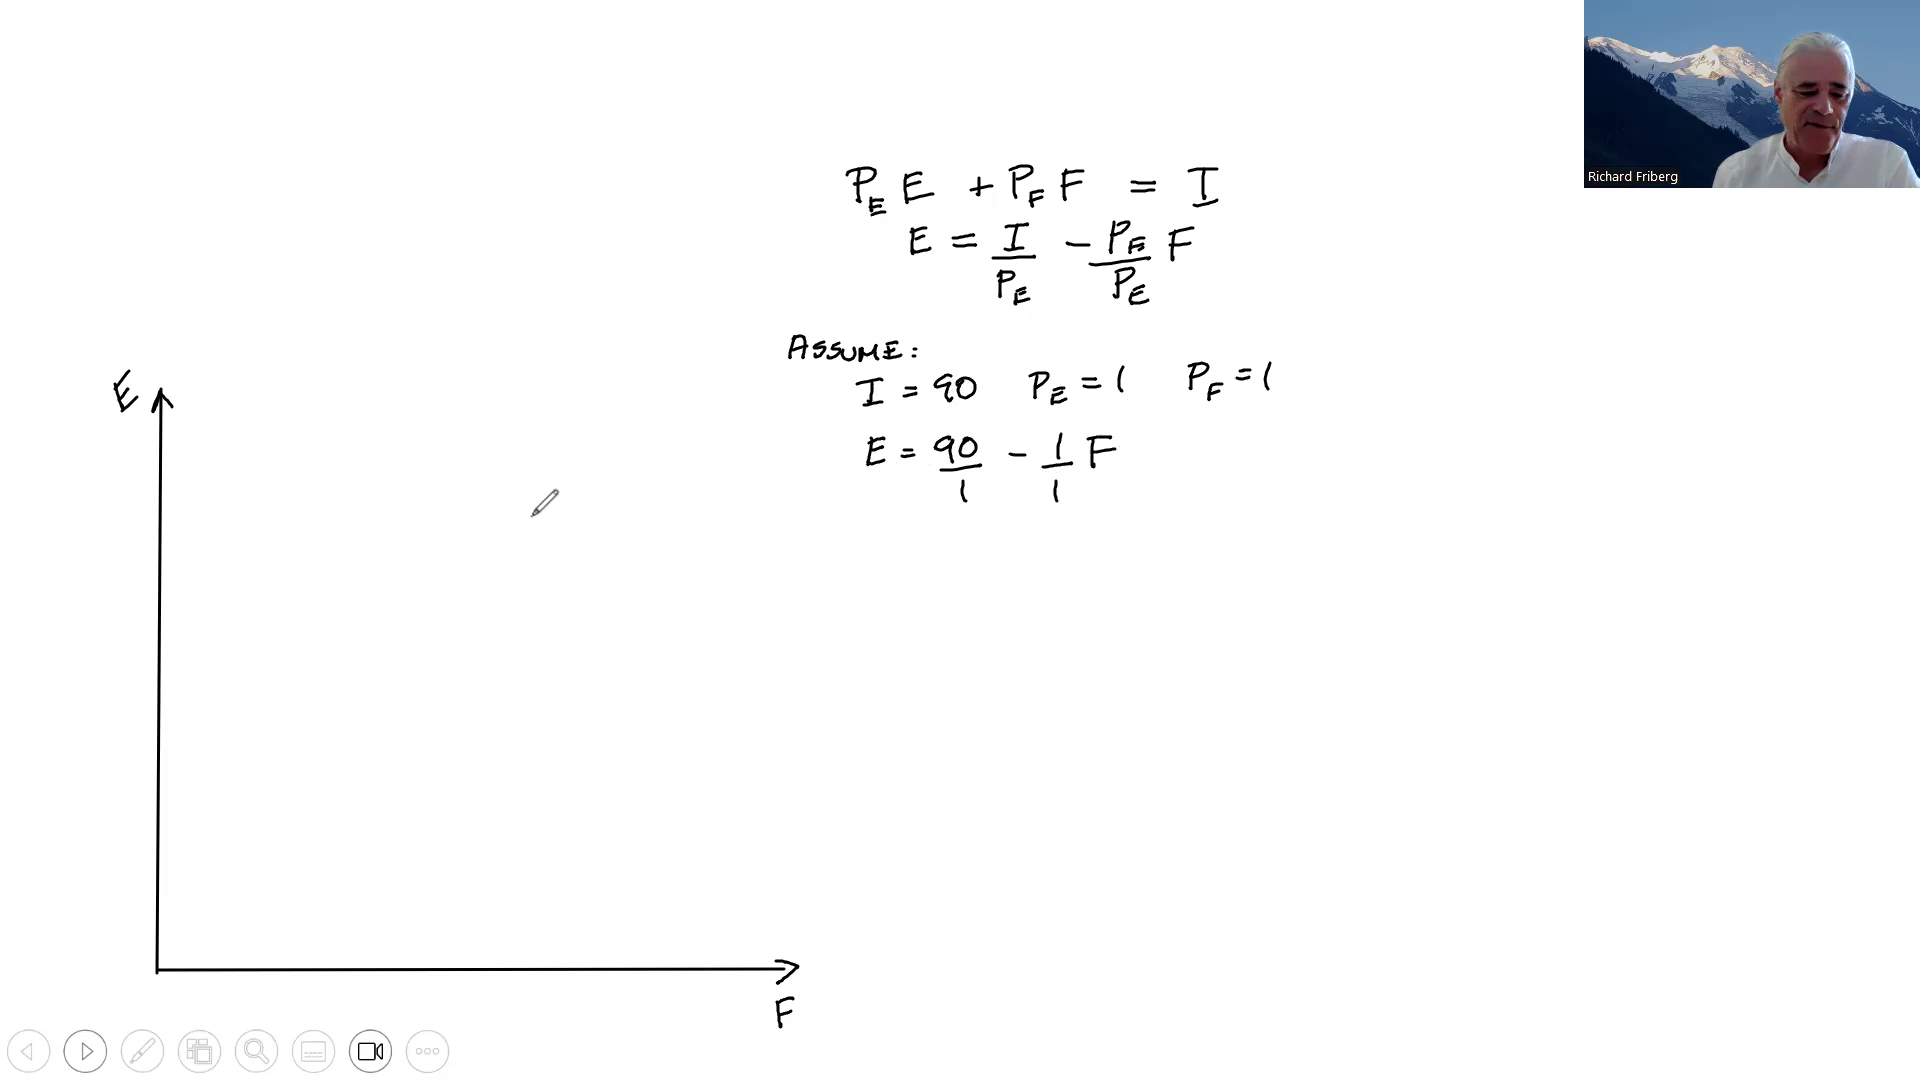 Richard Friberg
P_E E + P_F F = I
E = I/P_E - P_F/P_E F
ASSUME:
I = 90 P_E = 1 P_F = 1
E = 90/1 - 1/1 F
E
F